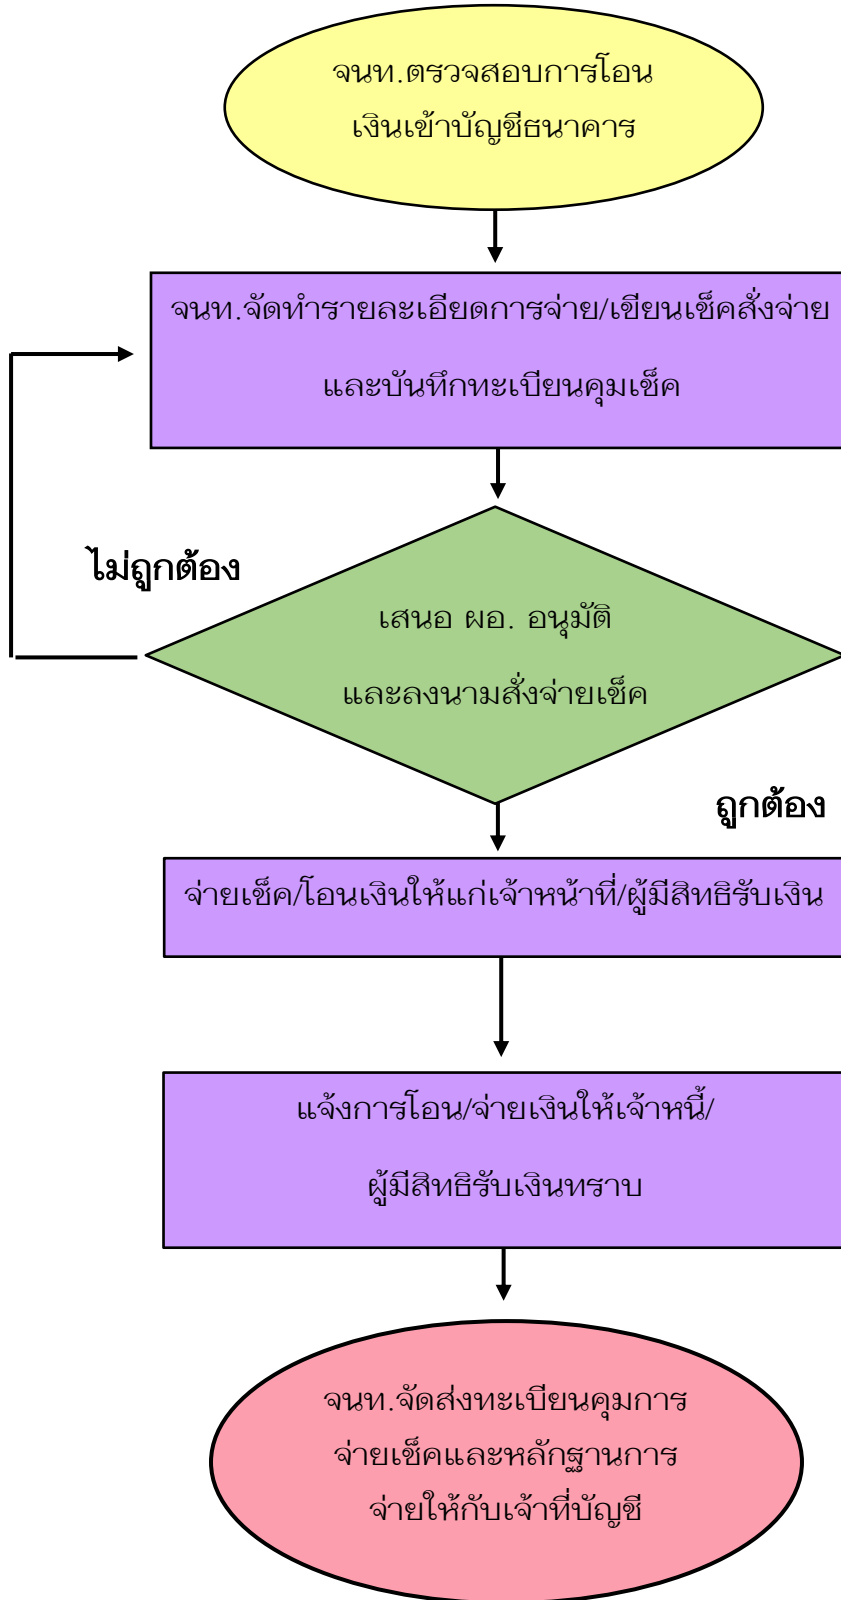 จนท.ตรวจสอบการโอน
เงินเข้าบัญชีธนาคาร
จนท.จัดทำรายละเอียดการจ่าย/เขียนเช็คสั่งจ่าย
และบันทึกทะเบียนคุมเช็ค
ไม่ถูกต้อง
เสนอ ผอ. อนุมัติ
และลงนามสั่งจ่ายเช็ค
ถูกต้อง
จ่ายเช็ค/โอนเงินให้แก่เจ้าหน้าที่/ผู้มีสิทธิรับเงิน
แจ้งการโอน/จ่ายเงินให้เจ้าหนี้/
ผู้มีสิทธิรับเงินทราบ
จนท.จัดส่งทะเบียนคุมการ
จ่ายเช็คและหลักฐานการ
จ่ายให้กับเจ้าที่บัญชี